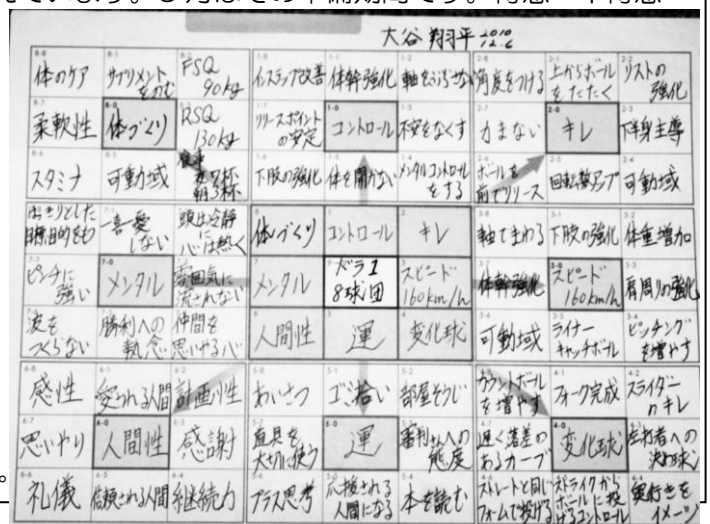 大谷 翔平 2010 12.6
体のケア
サプリメントをのむ
FSQ 90kg
柔軟性
体づくり
RSQ 130kg
スタミナ
可動域
食事 夜7杯 朝3杯
インステップ改善
体幹強化
軸をぶらさない
リリースポイントの安定
コントロール
不安をなくす
下肢の強化
体を開かない
メンタルコントロールをする
角度をつける
上からボールをたたく
リストの強化
力まない
キレ
下半身主導
ボールを前でリリース
回転数アップ
可動域
はっきりとした目標、目的をもつ
一喜一憂しない
頭は冷静に 心は熱く
ピンチに強い
メンタル
雰囲気に流されない
波をつくらない
勝利への執念
仲間を思いやる心
体づくり
コントロール
キレ
メンタル
ドラ1 8球団
スピード 160km/h
人間性
運
変化球
軸でまわる
下肢の強化
体重増加
体幹強化
スピード 160km/h
肩周りの強化
可動域
ライナーキャッチボール
ピッチングを増やす
感性
愛される人間
計画性
思いやり
人間性
感謝
礼儀
信頼される人間
継続力
あいさつ
ゴミ拾い
部屋そうじ
道具を大切に使う
運
審判さんへの態度
プラス思考
応援される人間になる
本を読む
カウントボールを増やす
フォーク完成
スライダーのキレ
遅く落差のあるカーブ
変化球
左打者への決め球
ストレートと同じフォームで投げる
ストライクからボールに投げるコントロール
奥行きをイメージ